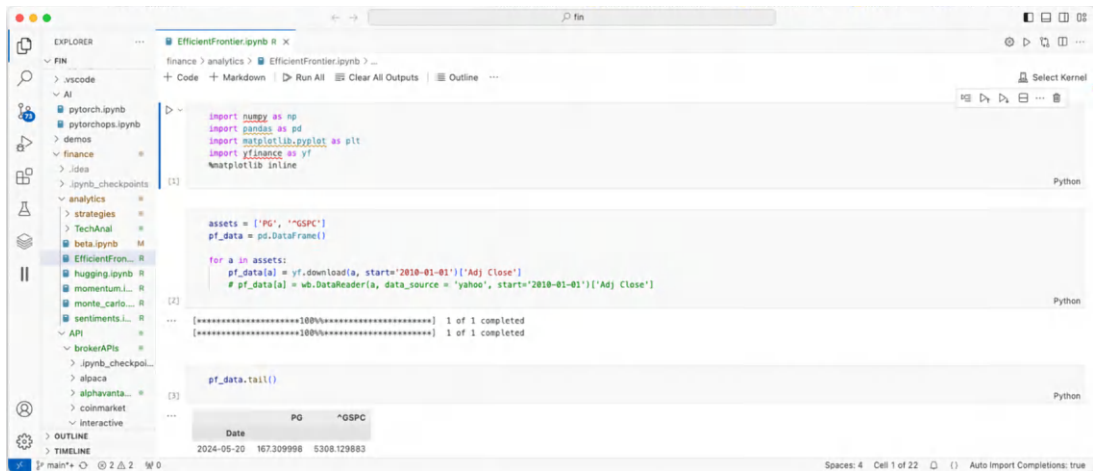 fin
EXPLORER
FIN
.vscode
AI
pytorch.ipynb
pytorchops.ipynb
demos
finance
.idea
.ipynb_checkpoints
analytics
strategies
TechAnal
beta.ipynb M
EfficientFron... R
hugging.ipynb R
momentum.i... R
monte_carlo.... R
sentiments.i... R
API
brokerAPIs
.ipynb_checkpoi...
alpaca
alphavanta...
coinmarket
interactive
OUTLINE
TIMELINE
73
EfficientFrontier.ipynb R
finance > analytics > EfficientFrontier.ipynb > ...
+ Code + Markdown Run All Clear All Outputs Outline ...
Select Kernel
import numpy as np
import pandas as pd
import matplotlib.pyplot as plt
import yfinance as yf
%matplotlib inline
[1] Python
assets = ['PG', '^GSPC']
pf_data = pd.DataFrame()
for a in assets:
pf_data[a] = yf.download(a, start='2010-01-01')['Adj Close']
# pf_data[a] = wb.DataReader(a, data_source = 'yahoo', start='2010-01-01')['Adj Close']
[2] Python
[**********************100%%**********************] 1 of 1 completed
[**********************100%%**********************] 1 of 1 completed
pf_data.tail()
[3] Python
PG ^GSPC
Date
2024-05-20 167.309998 5308.129883
main*+ 2 2 0 Spaces: 4 Cell 1 of 22 Auto Import Completions: true